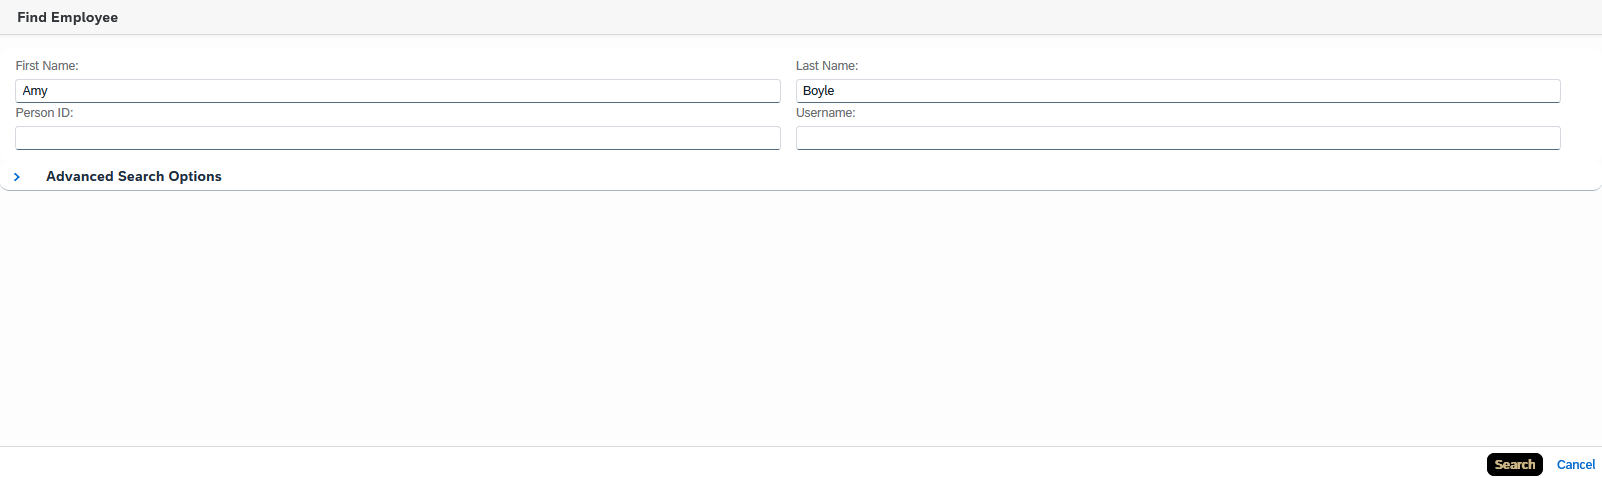 Find Employee
First Name:
Last Name:
Amy
Boyle
Person ID:
Username:
Advanced Search Options
Search
Cancel